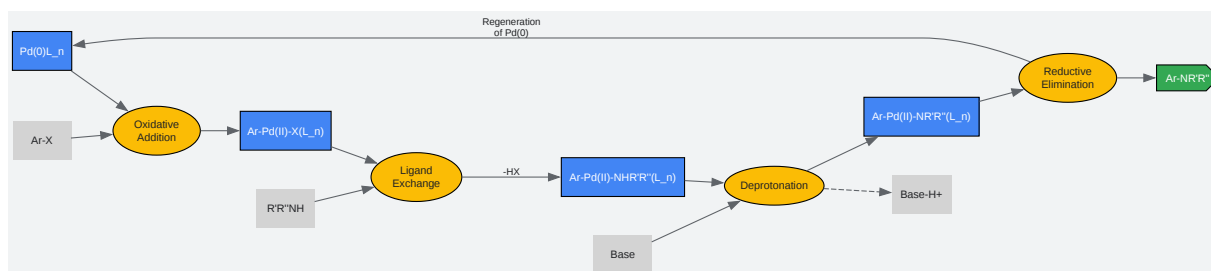 Regeneration
of Pd(0)
Pd(0)L_n
Ar-X
Oxidative
Addition
Ar-Pd(II)-X(L_n)
R'R"NH
Ligand
Exchange
-HX
Ar-Pd(II)-NHR'R"(L_n)
Base
Deprotonation
Ar-Pd(II)-NR'R"(L_n)
Base-H+
Reductive
Elimination
Ar-NR'R"